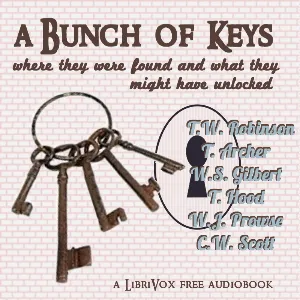 A BUNCH OF KEYS
where they were found and what they
might have unlocked
T.W. Robinson
T. Archer
W.S. Gilbert
T. Hood
W.J. Prowse
C.W. Scott
A LIBRIVOX FREE AUDIOBOOK